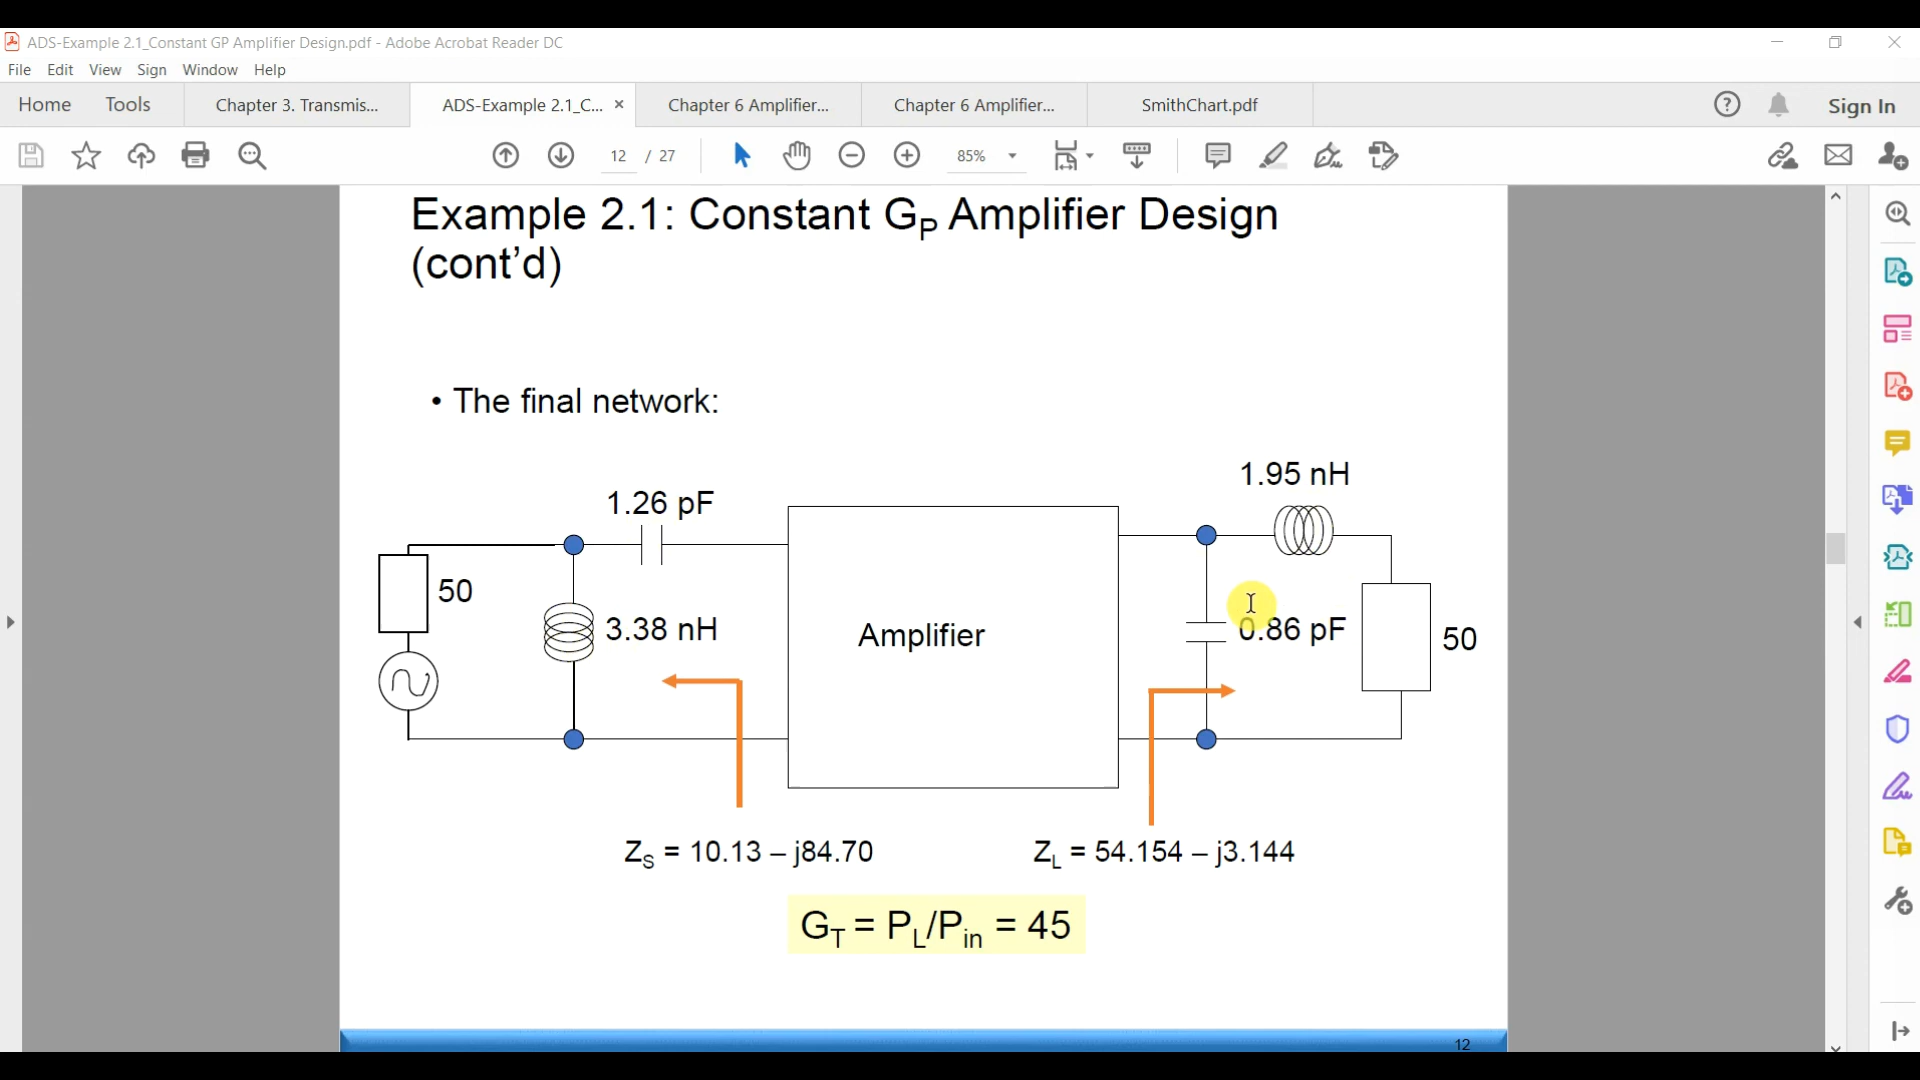 ADS-Example 2.1_Constant GP Amplifier Design.pdf - Adobe Acrobat Reader DC
File Edit View Sign Window Help
Home Tools Chapter 3. Transmis... ADS-Example 2.1_C... × Chapter 6 Amplifier... Chapter 6 Amplifier... SmithChart.pdf Sign In
12 / 27 85%
Example 2.1: Constant GP Amplifier Design
(cont'd)
• The final network:
1.95 nH
1.26 pF
50
3.38 nH
Amplifier
0.86 pF
50
ZS = 10.13 – j84.70
ZL = 54.154 – j3.144
GT = PL/Pin = 45
12